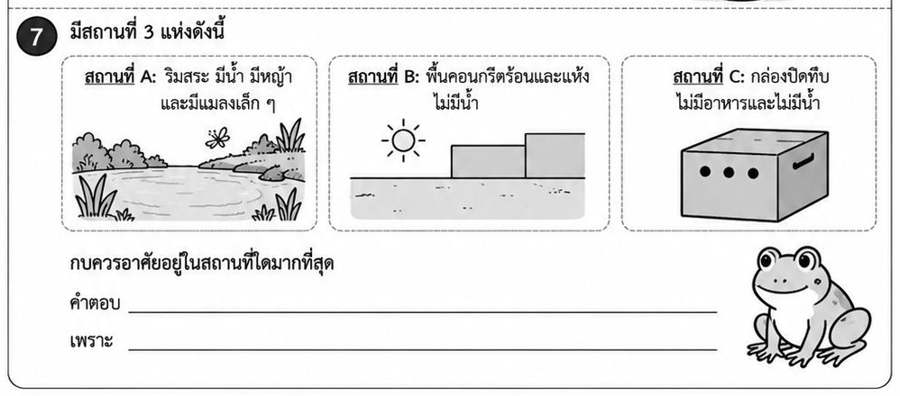 7 มีสถานที่ 3 แห่งดังนี้
สถานที่ A: ริมสระ มีน้ำ มีหญ้า
และมีแมลงเล็ก ๆ
สถานที่ B: พื้นคอนกรีตร้อนและแห้ง
ไม่มีน้ำ
สถานที่ C: กล่องปิดทึบ
ไม่มีอาหารและไม่มีน้ำ
กบควรอาศัยอยู่ในสถานที่ใดมากที่สุด
คำตอบ
เพราะ